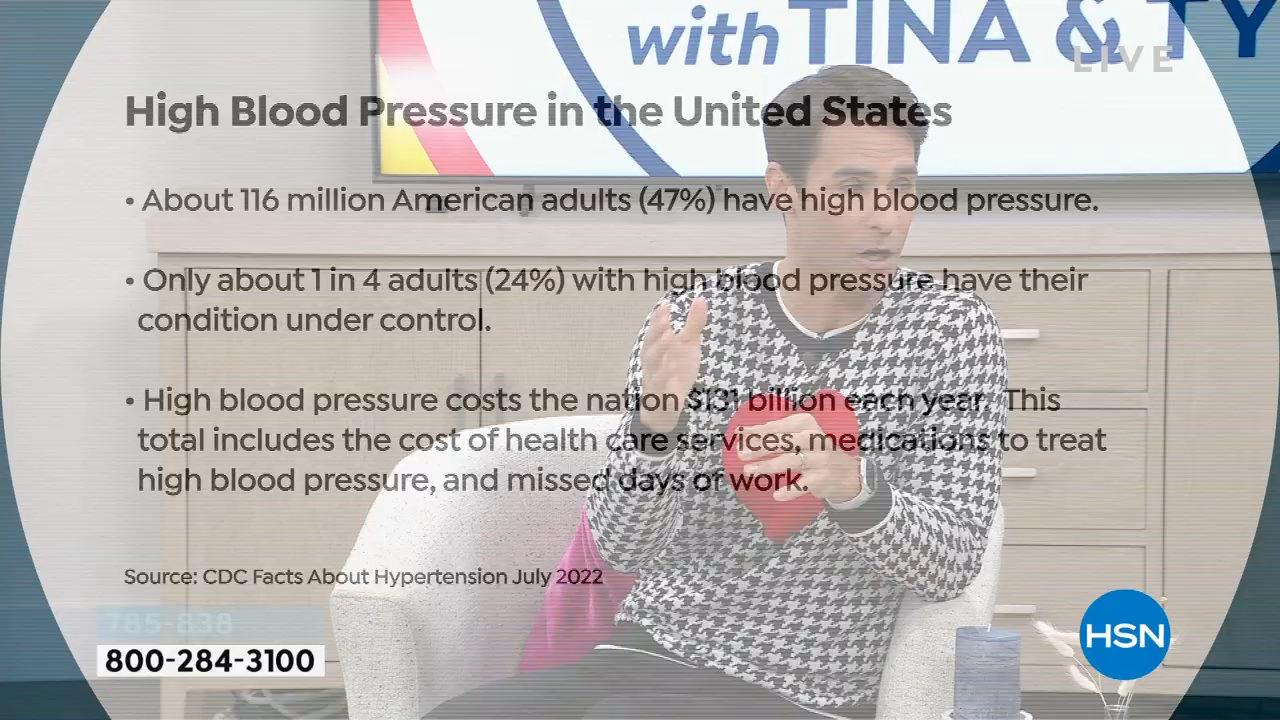 with TINA & TY
LIVE
High Blood Pressure in the United States
• About 116 million American adults (47%) have high blood pressure.
• Only about 1 in 4 adults (24%) with high blood pressure have their
condition under control.
• High blood pressure costs the nation $131 billion each year. This
total includes the cost of health care services, medications to treat
high blood pressure, and missed days of work.
Source: CDC Facts About Hypertension July 2022
785-838
800-284-3100
HSN